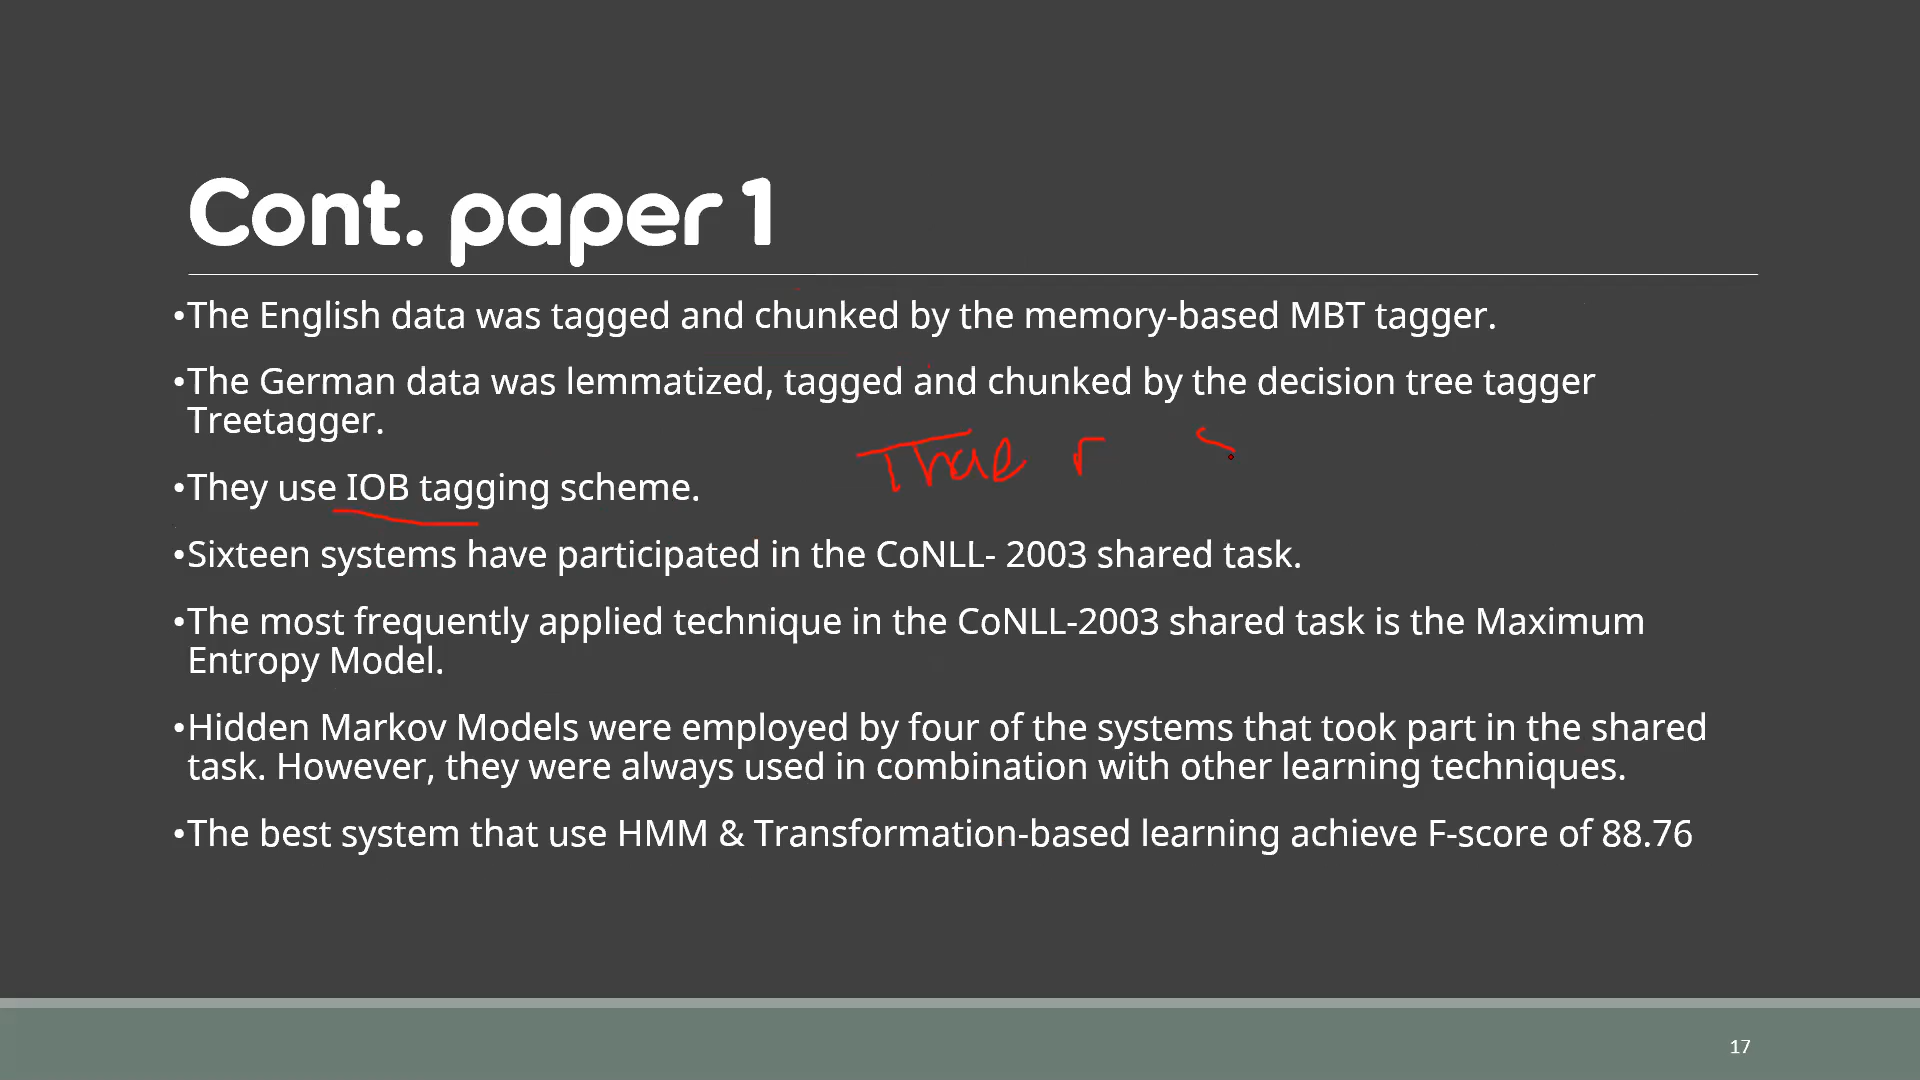 Cont. paper 1
•The English data was tagged and chunked by the memory-based MBT tagger.
•The German data was lemmatized, tagged and chunked by the decision tree tagger
Treetagger.
•They use IOB tagging scheme.
•Sixteen systems have participated in the CoNLL- 2003 shared task.
•The most frequently applied technique in the CoNLL-2003 shared task is the Maximum
Entropy Model.
•Hidden Markov Models were employed by four of the systems that took part in the shared
task. However, they were always used in combination with other learning techniques.
•The best system that use HMM & Transformation-based learning achieve F-score of 88.76
17